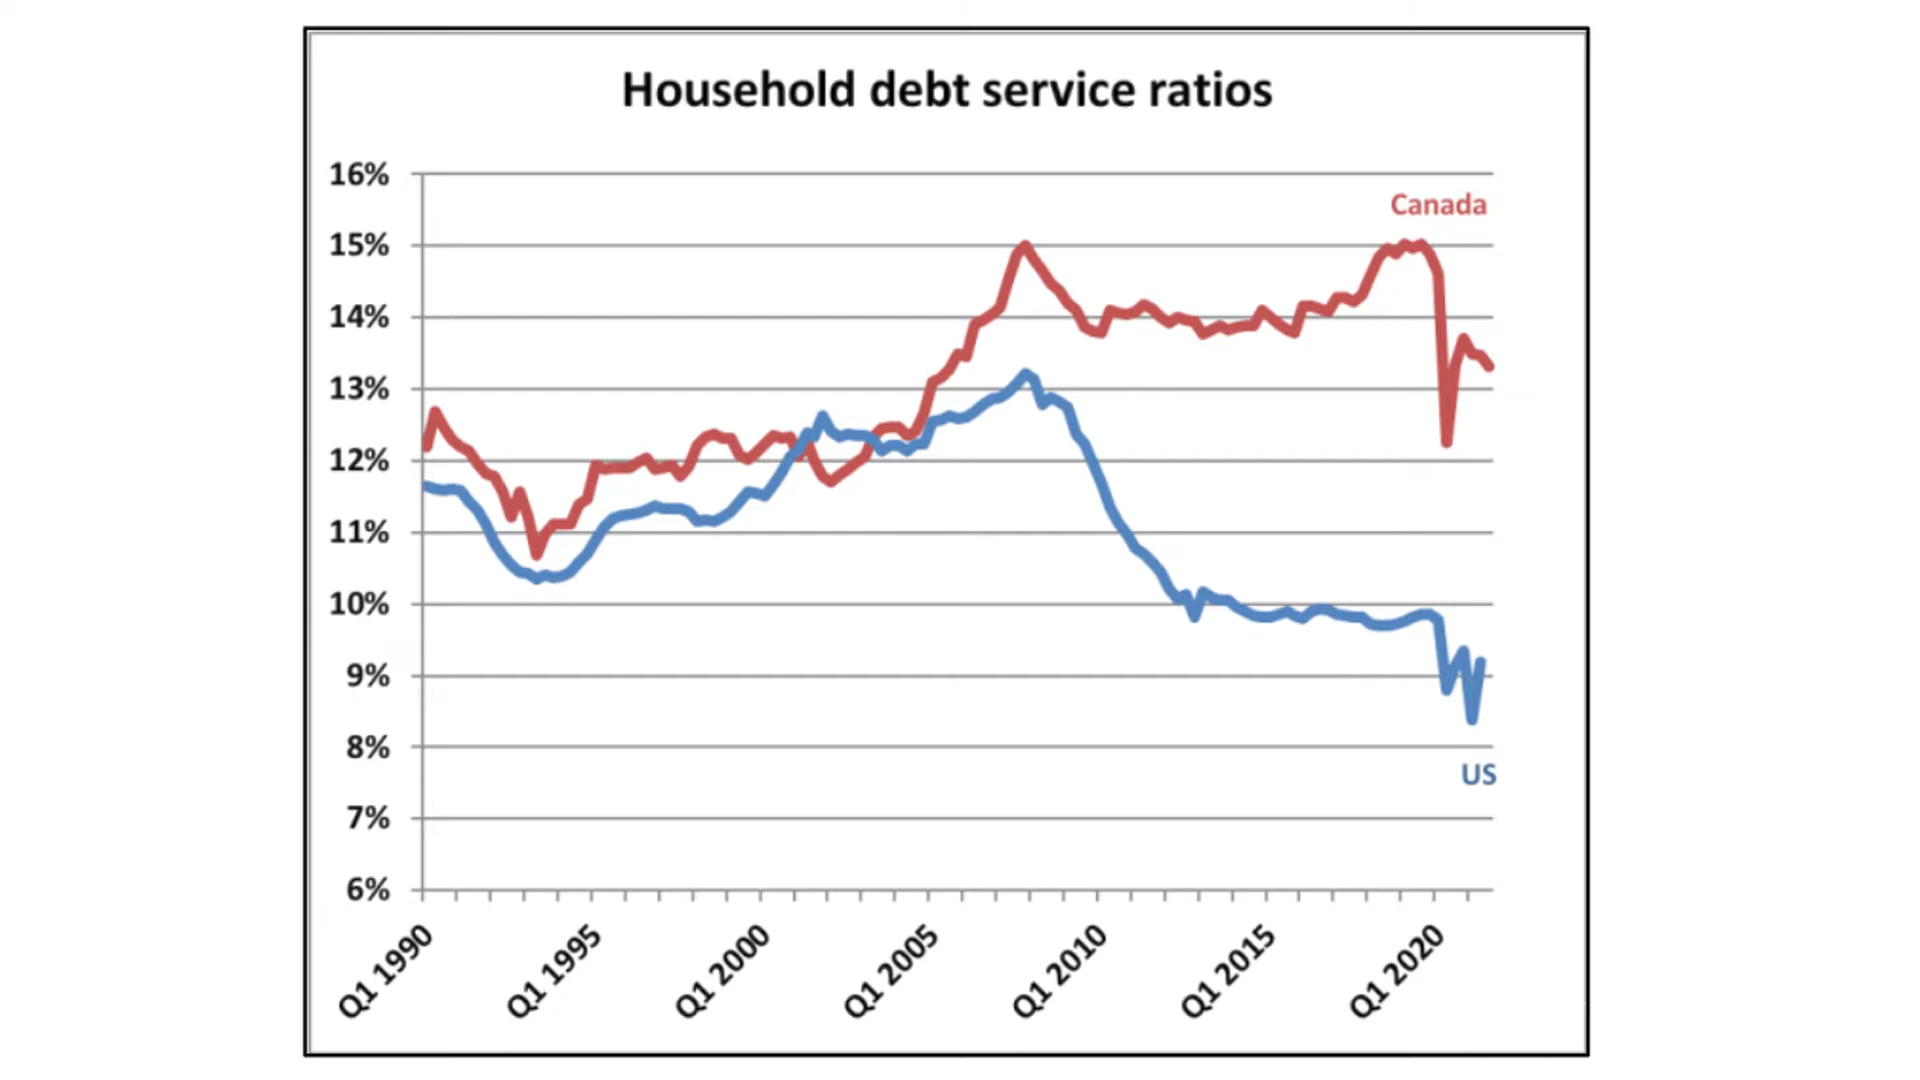 Household debt service ratios
16%
Canada
15%
14%
13%
12%
11%
10%
9%
8%
US
7%
6%
Q1 1990
Q1 1995
Q1 2000
Q1 2005
Q1 2010
Q1 2015
Q1 2020